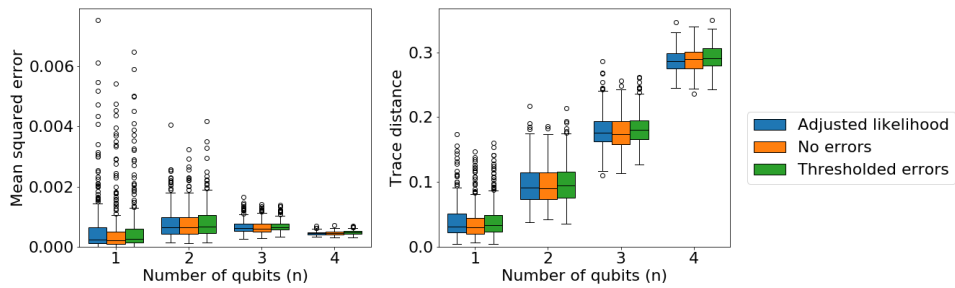 Mean squared error
0.006
0.004
0.002
0.000
1 2 3 4
Number of qubits (n)
Trace distance
0.3
0.2
0.1
0.0
1 2 3 4
Number of qubits (n)
Adjusted likelihood
No errors
Thresholded errors